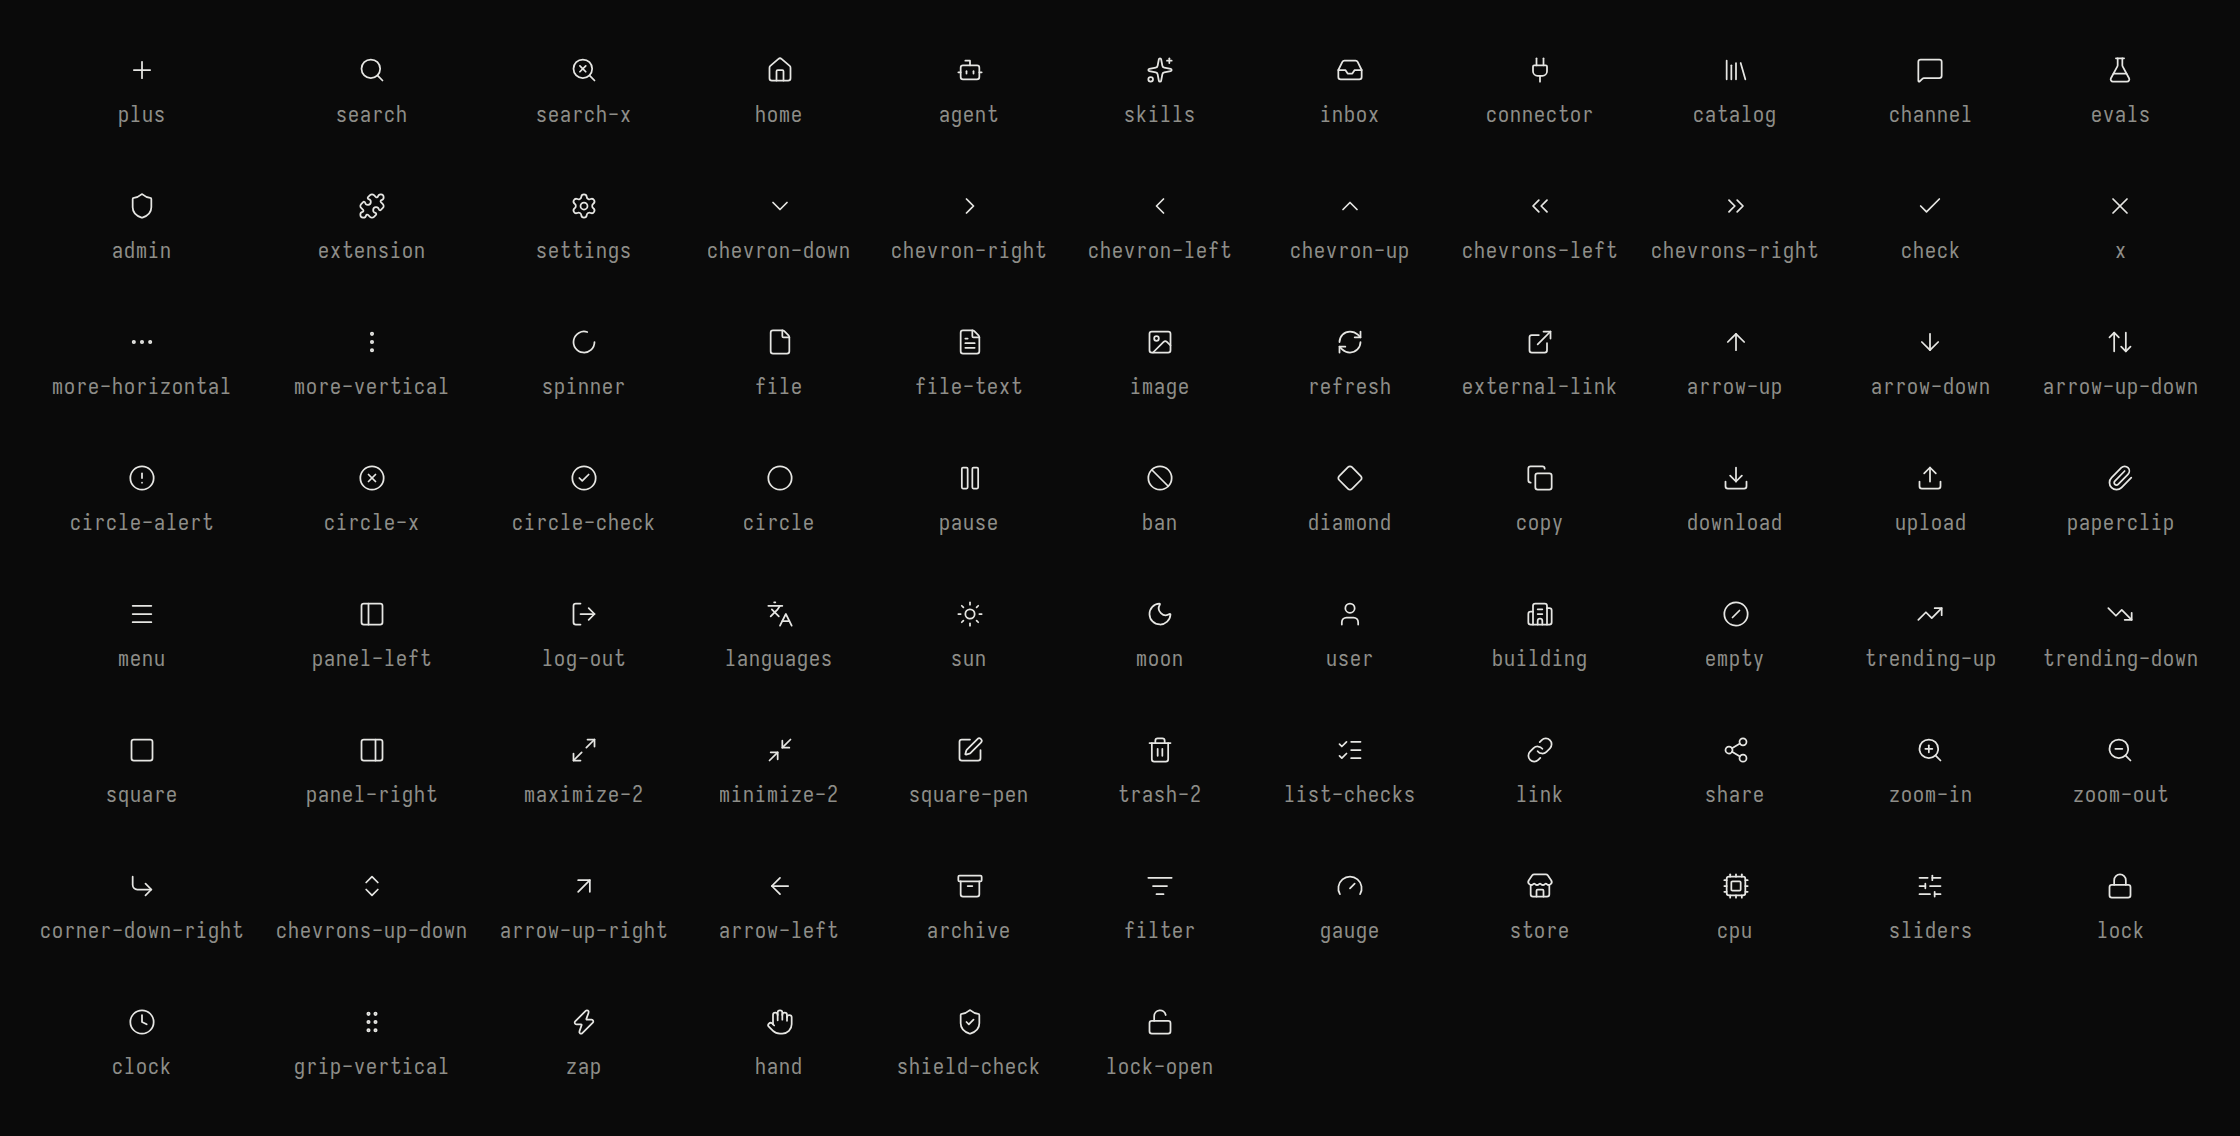 plus search search-x home agent skills inbox connector catalog channel evals
admin extension settings chevron-down chevron-right chevron-left chevron-up chevrons-left chevrons-right check x
more-horizontal more-vertical spinner file file-text image refresh external-link arrow-up arrow-down arrow-up-down
circle-alert circle-x circle-check circle pause ban diamond copy download upload paperclip
menu panel-left log-out languages sun moon user building empty trending-up trending-down
square panel-right maximize-2 minimize-2 square-pen trash-2 list-checks link share zoom-in zoom-out
corner-down-right chevrons-up-down arrow-up-right arrow-left archive filter gauge store cpu sliders lock
clock grip-vertical zap hand shield-check lock-open